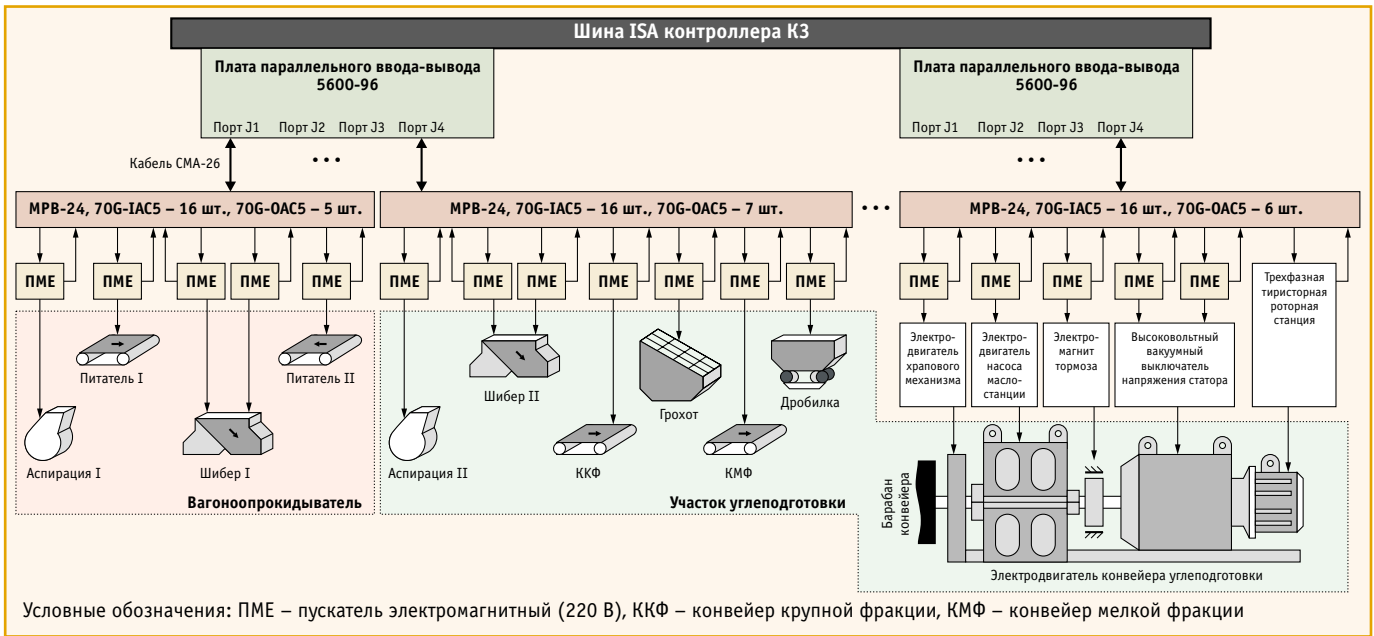 Шина ISA контроллера К3
Плата параллельного ввода-вывода
5600-96
Порт J1 Порт J2 Порт J3 Порт J4
Плата параллельного ввода-вывода
5600-96
Порт J1 Порт J2 Порт J3 Порт J4
Кабель СМА-26
•••
•••
МРВ-24, 70G-IAC5 – 16 шт., 70G-OAC5 – 5 шт.
МРВ-24, 70G-IAC5 – 16 шт., 70G-OAC5 – 7 шт.
•••
МРВ-24, 70G-IAC5 – 16 шт., 70G-OAC5 – 6 шт.
ПМЕ ПМЕ ПМЕ ПМЕ ПМЕ
ПМЕ ПМЕ ПМЕ ПМЕ ПМЕ ПМЕ ПМЕ
ПМЕ ПМЕ ПМЕ ПМЕ ПМЕ
Трехфазная
тиристорная
роторная
станция
Питатель I
Питатель II
Аспирация I
Шибер I
Вагоноопрокидыватель
Шибер II
Грохот
Дробилка
Аспирация II
ККФ
КМФ
Участок углеподготовки
Электро-
двигатель
храпового
механизма
Электро-
двигатель
насоса
масло-
станции
Электро-
магнит
тормоза
Высоковольтный
вакуумный
выключатель
напряжения статора
Барабан
конвейера
Электродвигатель конвейера углеподготовки
Условные обозначения: ПМЕ – пускатель электромагнитный (220 В), ККФ – конвейер крупной фракции, КМФ – конвейер мелкой фракции